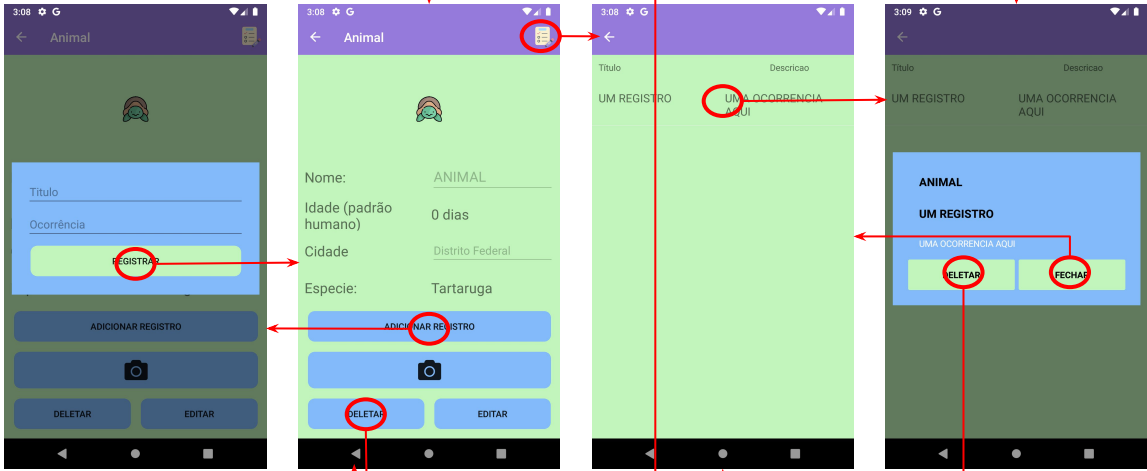 3:08 G
Animal
Título
Ocorrência
REGISTRAR
ADICIONAR REGISTRO
DELETAR
EDITAR
3:08 G
Animal
Nome:
ANIMAL
Idade (padrão
humano)
0 dias
Cidade
Distrito Federal
Especie:
Tartaruga
ADICIONAR REGISTRO
DELETAR
EDITAR
3:08 G
Título
Descricao
UM REGISTRO
UMA OCORRENCIA
AQUI
3:09 G
Título
Descricao
UM REGISTRO
UMA OCORRENCIA
AQUI
ANIMAL
UM REGISTRO
UMA OCORRENCIA AQUI
DELETAR
FECHAR